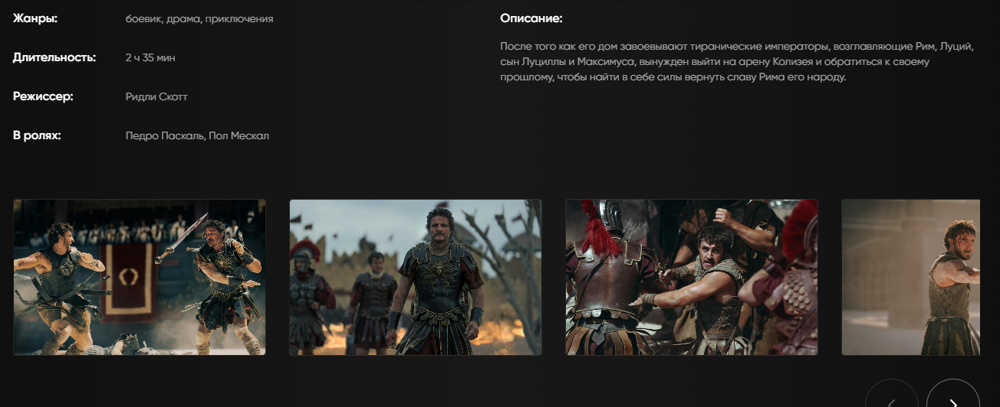 Жанры: боевик, драма, приключения
Длительность: 2 ч 35 мин
Режиссер: Ридли Скотт
В ролях: Педро Паскаль, Пол Мескал
Описание:
После того как его дом завоевывают тиранические императоры, возглавляющие Рим, Луций,
сын Луциллы и Максимуса, вынужден выйти на арену Колизея и обратиться к своему
прошлому, чтобы найти в себе силы вернуть славу Рима его народу.